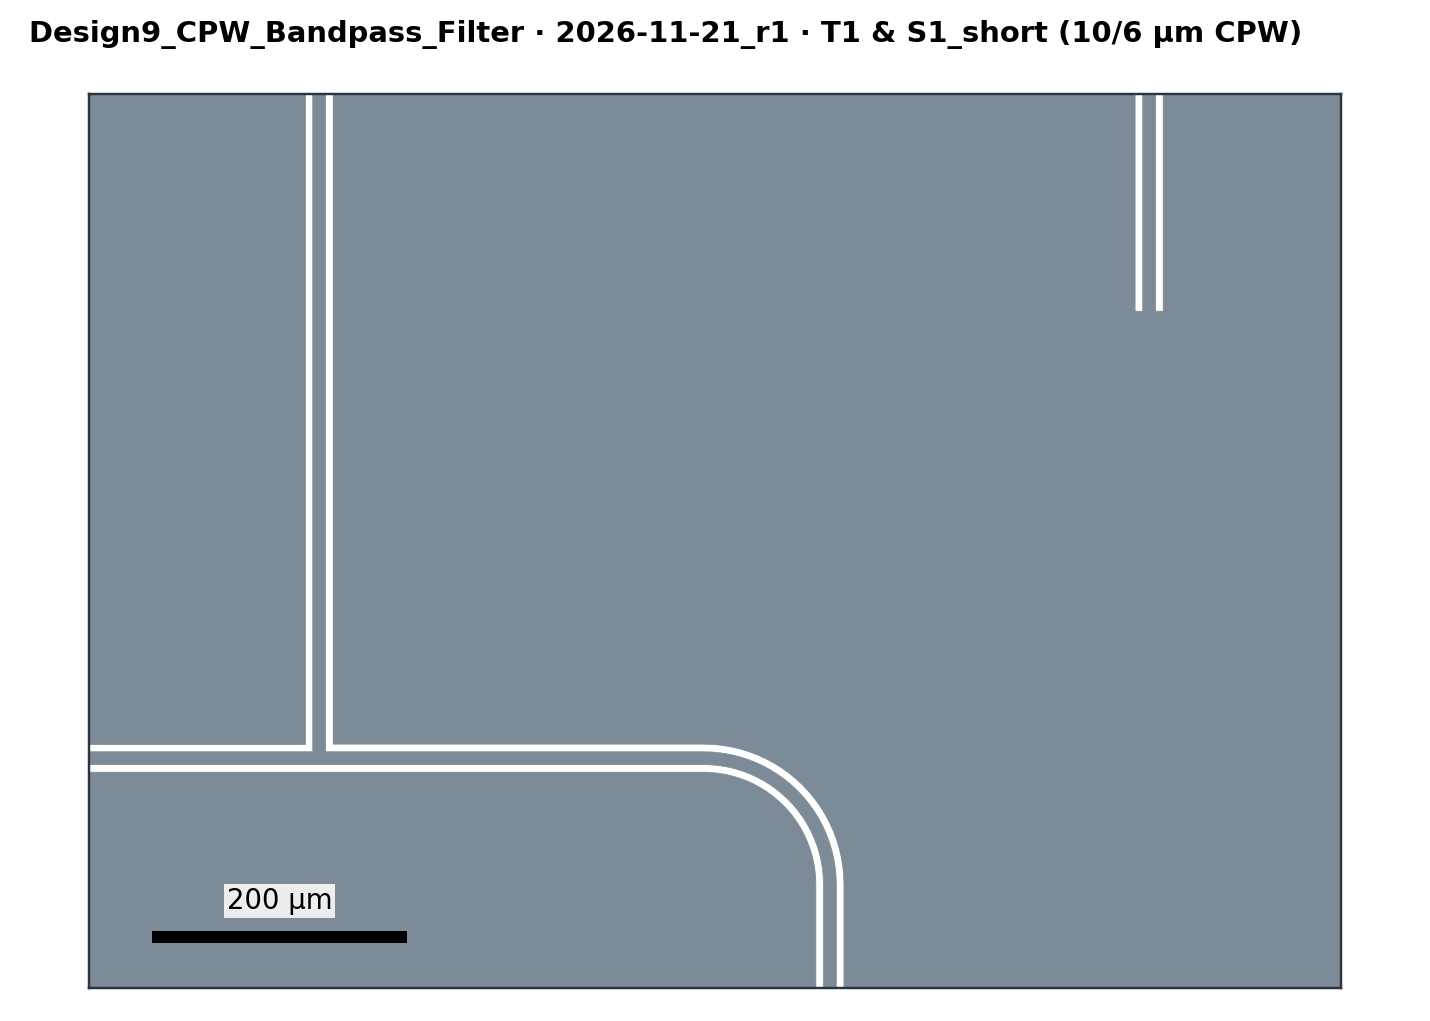 Design9_CPW_Bandpass_Filter · 2026-11-21_r1 · T1 & S1_short (10/6 µm CPW)
200 µm